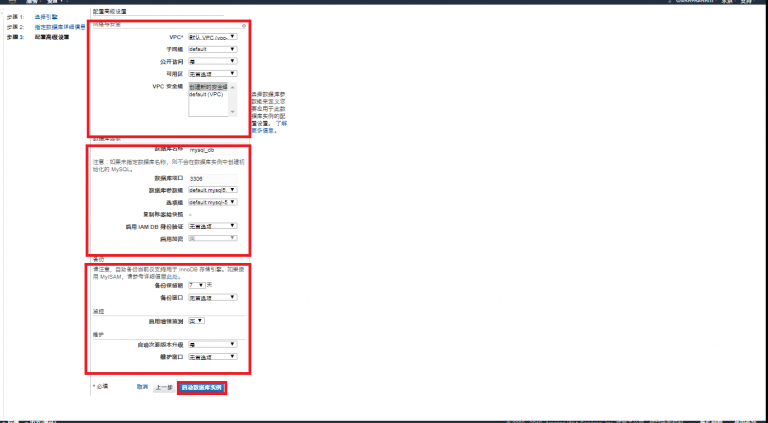 配置高级设置
步骤 1: 选择引擎
步骤 2: 指定数据库详细信息
步骤 3: 配置高级设置
网络与安全
VPC* 默认 VPC (vpc-
子网组 default
公开访问 是
可用区 无首选项
VPC 安全组 创建新的安全组
default (VPC)
选择数据库参
数组来定义您
要应用于此数
据库实例的配
置设置。 了解
更多信息。
数据库名称 mysql_db
注意：如果未指定数据库名称，则不会在数据库实例中创建初
始化的 MySQL。
数据库端口 3306
数据库参数组 default.mysql5.
选项组 default:mysql-5
复制标签给快照 -
启用 IAM DB 身份验证 无首选项
启用加密 否
备份
请注意，自动备份当前仅支持用于 InnoDB 存储引擎。如果使
用 MyISAM，请参考详细信息此处。
备份保留期 7 天
备份窗口 无首选项
监控
启用增强监测 否
维护
自动次要版本升级 是
维护窗口 无首选项
* 必填 取消 上一步 启动数据库实例